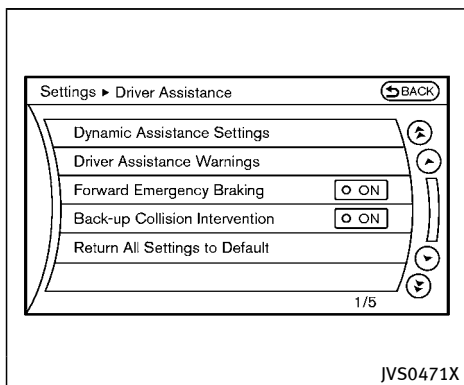 Settings ▸ Driver Assistance BACK
Dynamic Assistance Settings
Driver Assistance Warnings
Forward Emergency Braking ON
Back-up Collision Intervention ON
Return All Settings to Default
1/5
JVS0471X